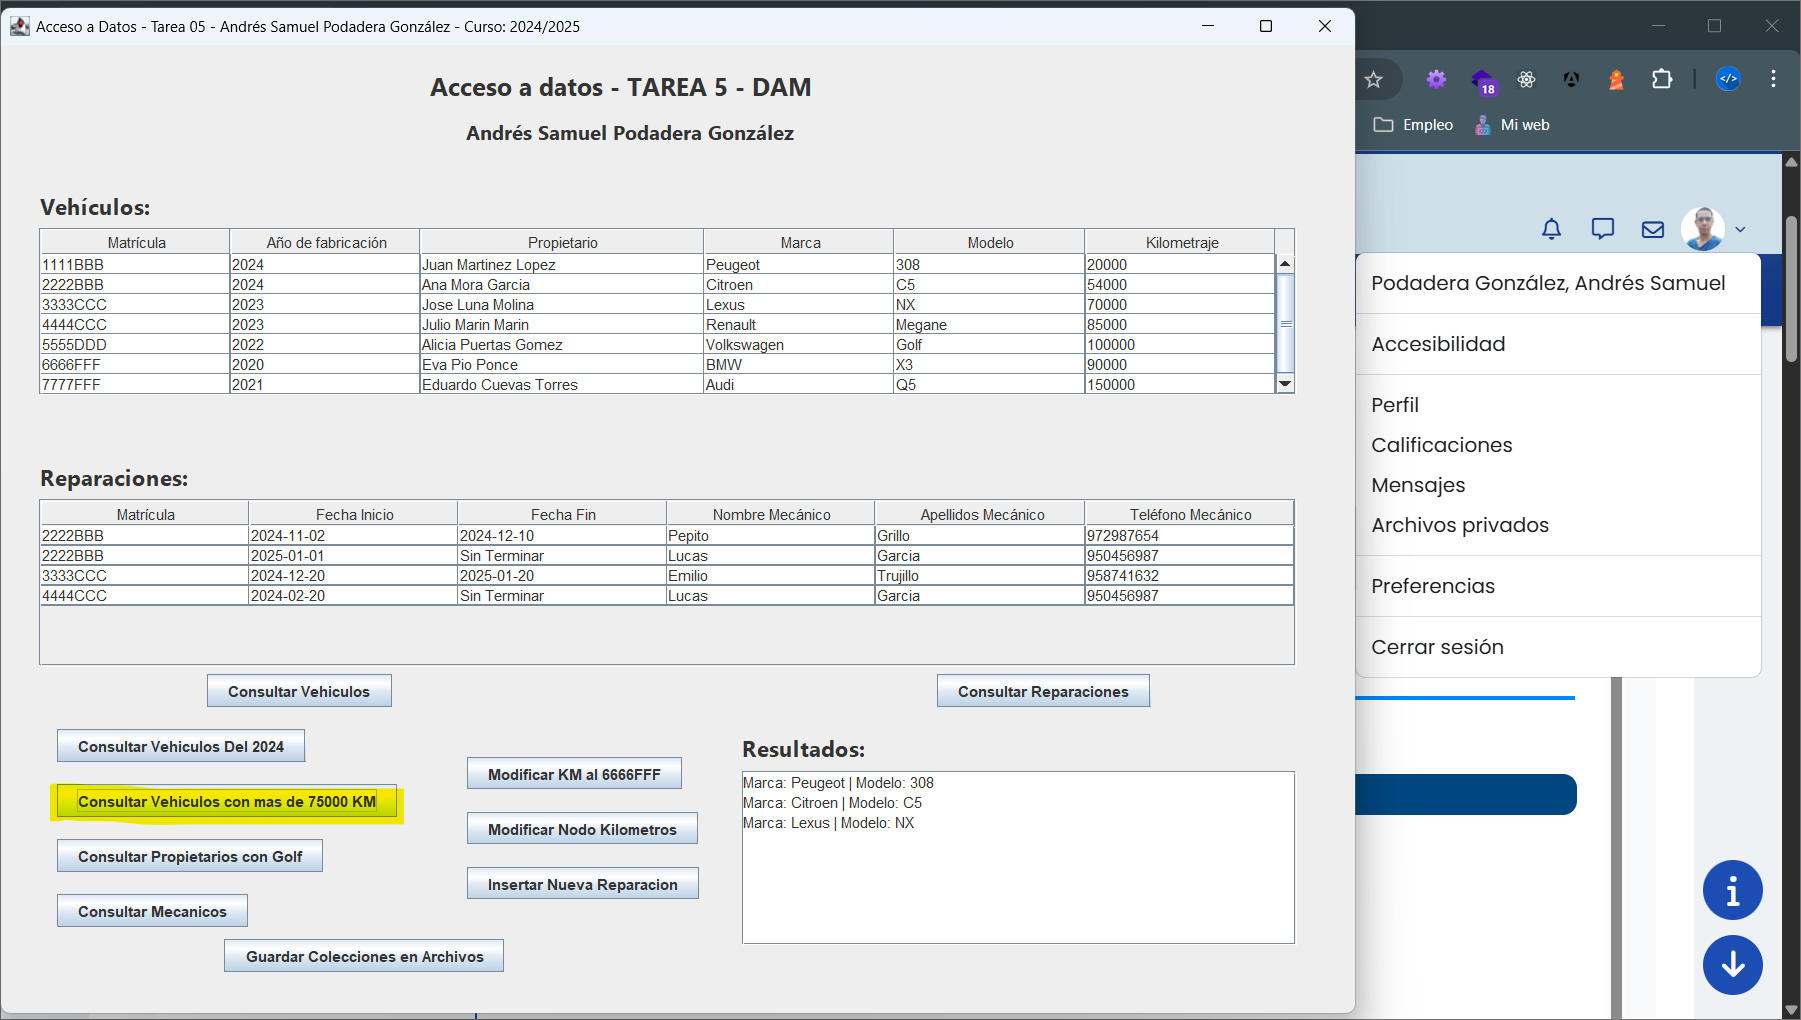 Acceso a Datos - Tarea 05 - Andrés Samuel Podadera González - Curso: 2024/2025
Acceso a datos - TAREA 5 - DAM
Andrés Samuel Podadera González
Vehículos:
Matrícula Año de fabricación Propietario Marca Modelo Kilometraje
1111BBB 2024 Juan Martinez Lopez Peugeot 308 20000
2222BBB 2024 Ana Mora Garcia Citroen C5 54000
3333CCC 2023 Jose Luna Molina Lexus NX 70000
4444CCC 2023 Julio Marin Marin Renault Megane 85000
5555DDD 2022 Alicia Puertas Gomez Volkswagen Golf 100000
6666FFF 2020 Eva Pio Ponce BMW X3 90000
7777FFF 2021 Eduardo Cuevas Torres Audi Q5 150000
Reparaciones:
Matrícula Fecha Inicio Fecha Fin Nombre Mecánico Apellidos Mecánico Teléfono Mecánico
2222BBB 2024-11-02 2024-12-10 Pepito Grillo 972987654
2222BBB 2025-01-01 Sin Terminar Lucas Garcia 950456987
3333CCC 2024-12-20 2025-01-20 Emilio Trujillo 958741632
4444CCC 2024-02-20 Sin Terminar Lucas Garcia 950456987
Consultar Vehiculos
Consultar Reparaciones
Consultar Vehiculos Del 2024
Consultar Vehiculos con mas de 75000 KM
Consultar Propietarios con Golf
Consultar Mecanicos
Guardar Colecciones en Archivos
Modificar KM al 6666FFF
Modificar Nodo Kilometros
Insertar Nueva Reparacion
Resultados:
Marca: Peugeot | Modelo: 308
Marca: Citroen | Modelo: C5
Marca: Lexus | Modelo: NX
18
Empleo
Mi web
Podadera González, Andrés Samuel
Accesibilidad
Perfil
Calificaciones
Mensajes
Archivos privados
Preferencias
Cerrar sesión